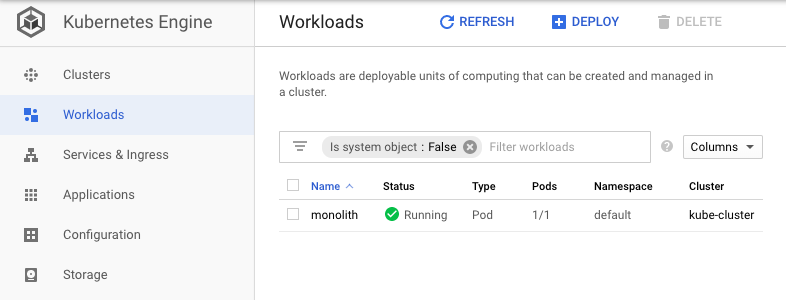 Kubernetes Engine
Clusters
Workloads
Services & Ingress
Applications
Configuration
Storage
Workloads
REFRESH
DEPLOY
DELETE
Workloads are deployable units of computing that can be created and managed in
a cluster.
Is system object : False Filter workloads
Columns
Name Status Type Pods Namespace Cluster
monolith Running Pod 1/1 default kube-cluster